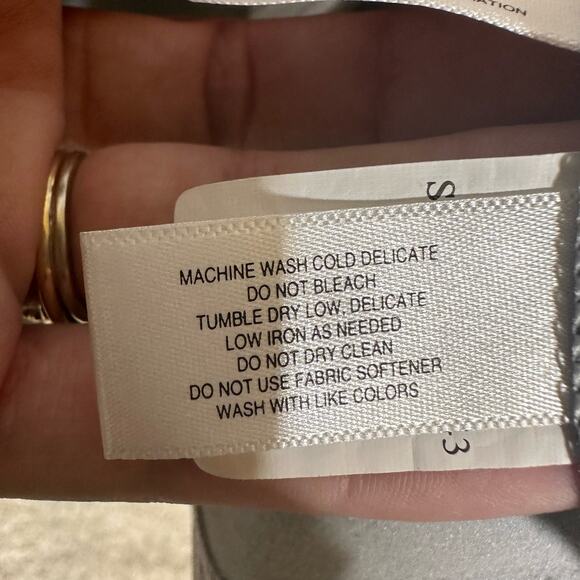 MACHINE WASH COLD DELICATE
DO NOT BLEACH
TUMBLE DRY LOW, DELICATE
LOW IRON AS NEEDED
DO NOT DRY CLEAN
DO NOT USE FABRIC SOFTENER
WASH WITH LIKE COLORS